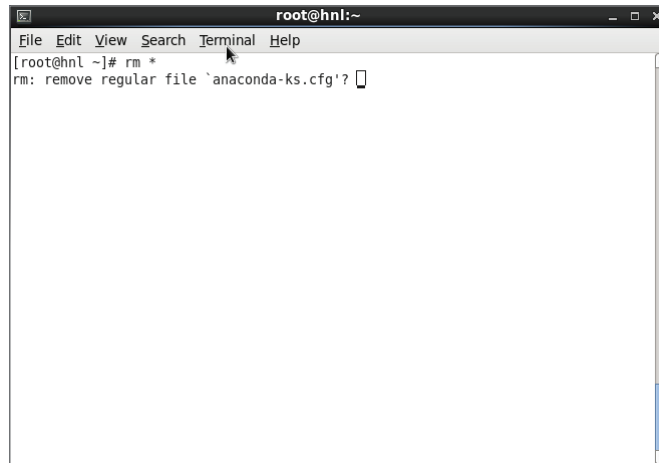 root@hnl:~
File Edit View Search Terminal Help
[root@hnl ~]# rm *
rm: remove regular file `anaconda-ks.cfg'?